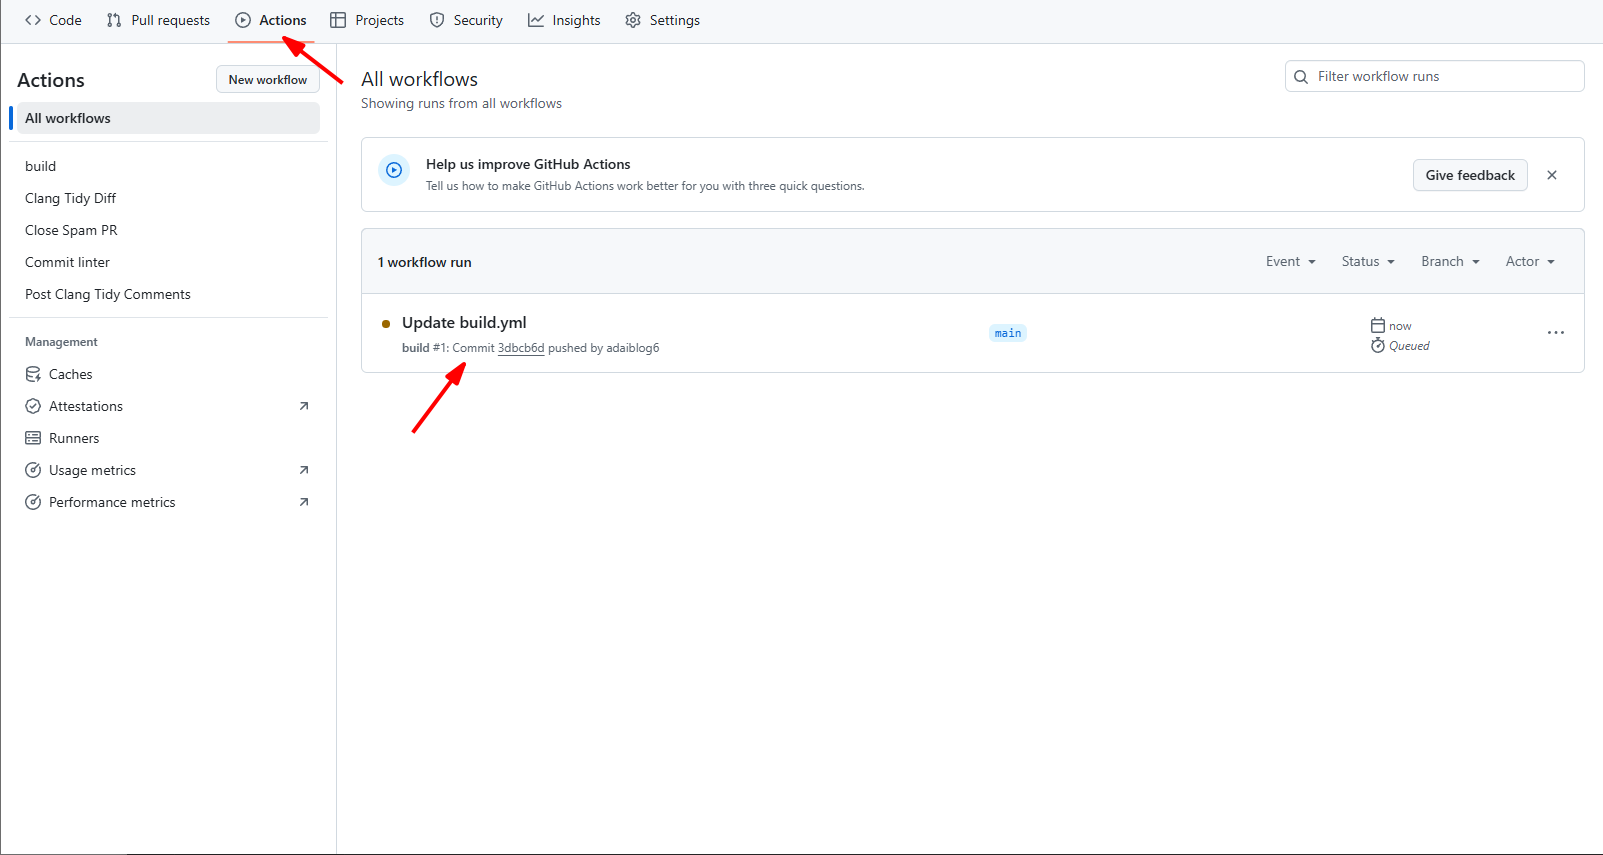 Code Pull requests Actions Projects Security Insights Settings
Actions
New workflow
All workflows
build
Clang Tidy Diff
Close Spam PR
Commit linter
Post Clang Tidy Comments
Management
Caches
Attestations
Runners
Usage metrics
Performance metrics
All workflows
Showing runs from all workflows
Filter workflow runs
Help us improve GitHub Actions
Tell us how to make GitHub Actions work better for you with three quick questions.
Give feedback
1 workflow run
Event Status Branch Actor
Update build.yml
build #1: Commit 3dbcb6d pushed by adaiblog6
main
now
Queued